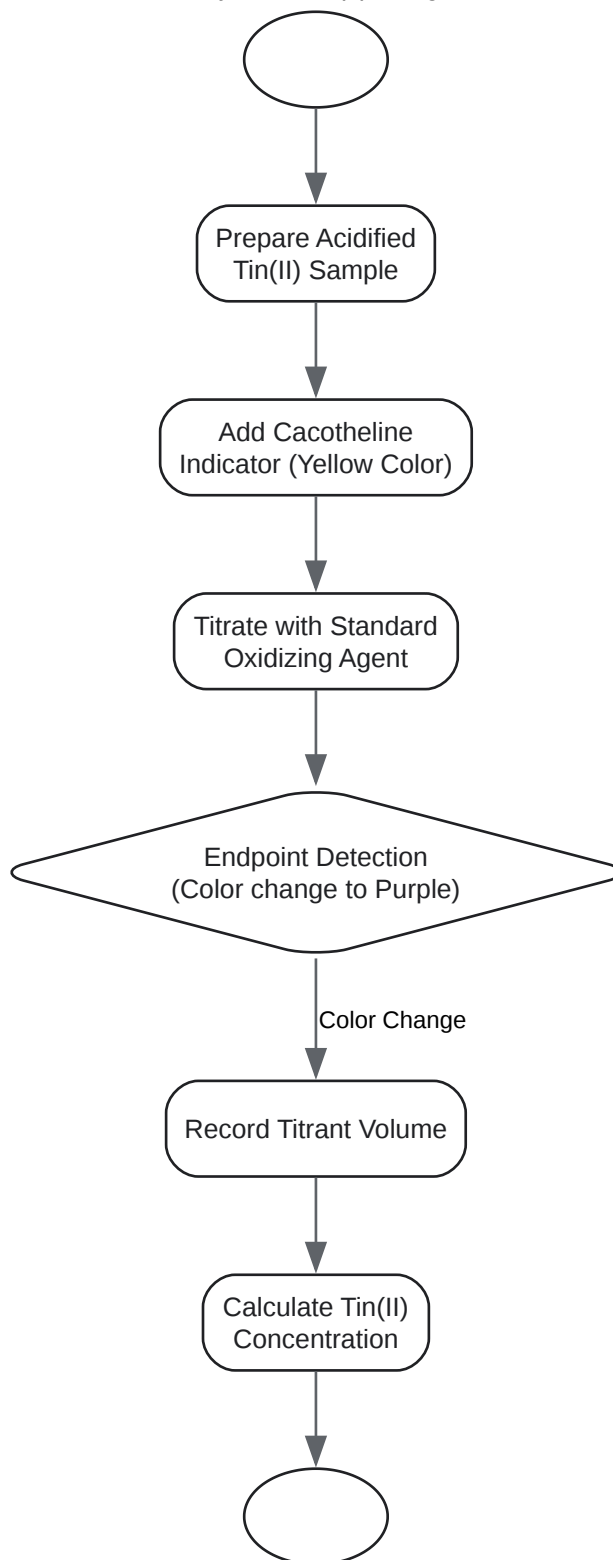 Prepare Acidified
Tin(II) Sample
Add Cacotheline
Indicator (Yellow Color)
Titrate with Standard
Oxidizing Agent
Endpoint Detection
(Color change to Purple)
Color Change
Record Titrant Volume
Calculate Tin(II)
Concentration